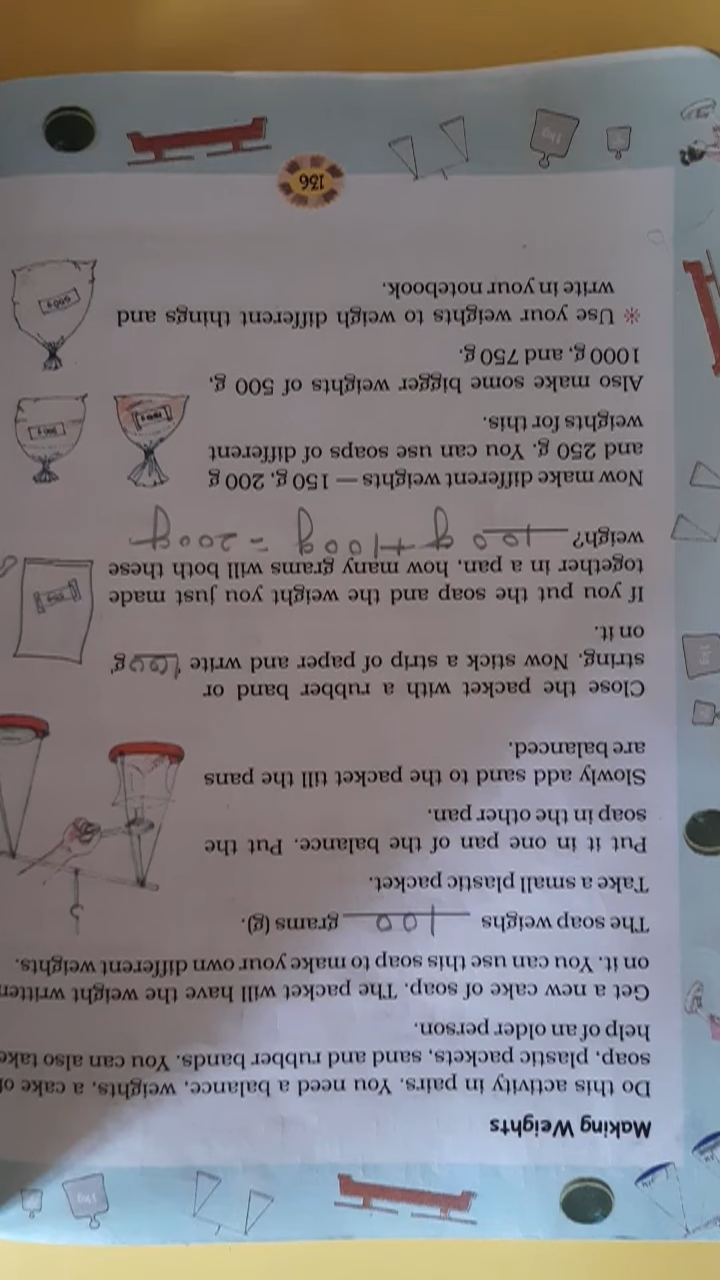 Making Weights
Do this activity in pairs. You need a balance, weights, a cake of
soap, plastic packets, sand and rubber bands. You can also take
help of an older person.
Get a new cake of soap. The packet will have the weight written
on it. You can use this soap to make your own different weights.
The soap weighs 100 grams (g).
Take a small plastic packet.
Put it in one pan of the balance. Put the
soap in the other pan.
Slowly add sand to the packet till the pans
are balanced.
Close the packet with a rubber band or
string. Now stick a strip of paper and write '100g'
on it.
If you put the soap and the weight you just made
together in a pan, how many grams will both these
weigh? 100 g + 100g = 200g
Now make different weights — 150 g, 200 g
and 250 g. You can use soaps of different
weights for this.
Also make some bigger weights of 500 g,
1000 g, and 750 g.
* Use your weights to weigh different things and
write in your notebook.
136
1kg
1kg